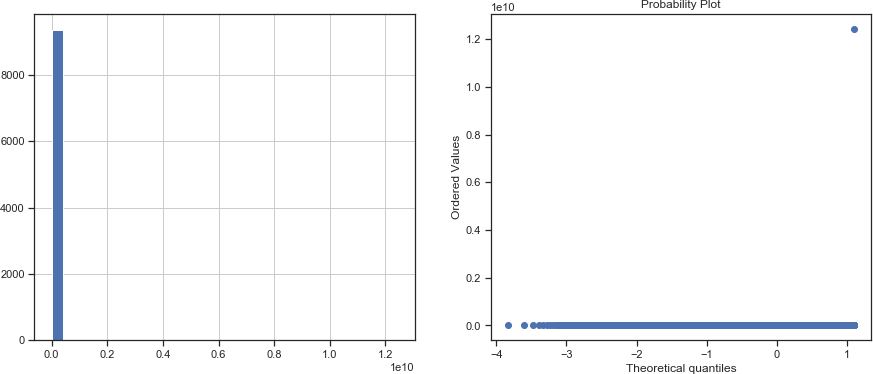 1e10
Probability Plot
8000
6000
4000
2000
0
0.0 0.2 0.4 0.6 0.8 1.0 1.2
1e10
Ordered Values
1.2
1.0
0.8
0.6
0.4
0.2
0.0
−4 −3 −2 −1 0 1
Theoretical quantiles